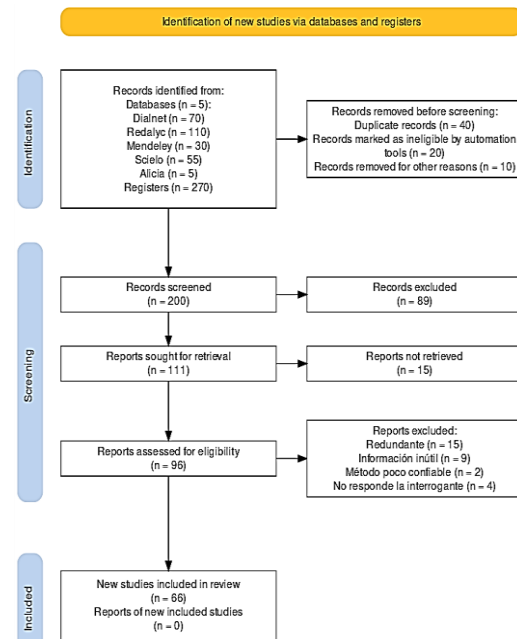 Identification of new studies via databases and registers
Identification
Records identified from:
Databases (n = 5):
Dialnet (n = 70)
Redalyc (n = 110)
Mendeley (n = 30)
Scielo (n = 55)
Alicia (n = 5)
Registers (n = 270)
Records removed before screening:
Duplicate records (n = 40)
Records marked as ineligible by automation
tools (n = 20)
Records removed for other reasons (n = 10)
Screening
Records screened
(n = 200)
Records excluded
(n = 89)
Reports sought for retrieval
(n = 111)
Reports not retrieved
(n = 15)
Reports assessed for eligibility
(n = 96)
Reports excluded:
Redundante (n = 15)
Información inútil (n = 9)
Método poco confiable (n = 2)
No responde la interrogante (n = 4)
Included
New studies included in review
(n = 66)
Reports of new included studies
(n = 0)